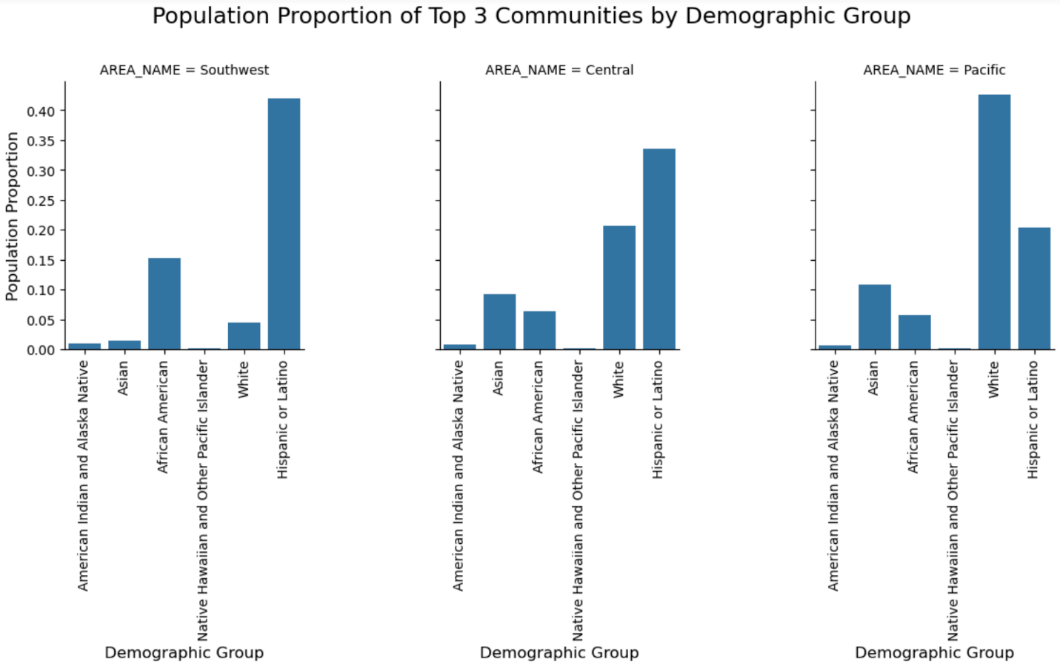 Population Proportion of Top 3 Communities by Demographic Group
AREA_NAME = Southwest
AREA_NAME = Central
AREA_NAME = Pacific
Population Proportion
0.40
0.35
0.30
0.25
0.20
0.15
0.10
0.05
0.00
American Indian and Alaska Native
Asian
African American
Native Hawaiian and Other Pacific Islander
White
Hispanic or Latino
American Indian and Alaska Native
Asian
African American
Native Hawaiian and Other Pacific Islander
White
Hispanic or Latino
American Indian and Alaska Native
Asian
African American
Native Hawaiian and Other Pacific Islander
White
Hispanic or Latino
Demographic Group
Demographic Group
Demographic Group